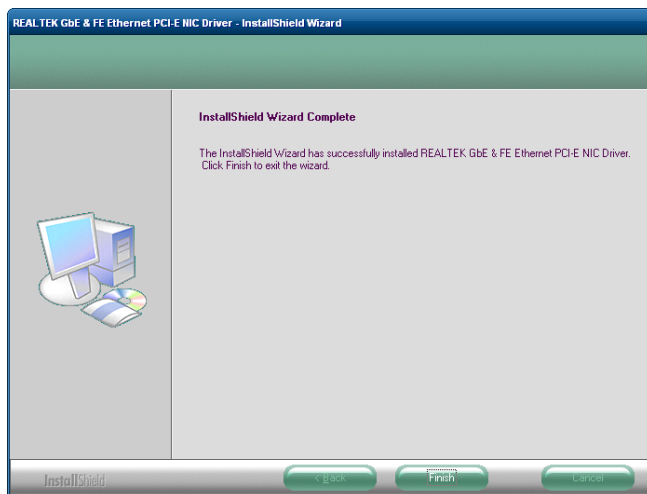 REALTEK GbE & FE Ethernet PCI-E NIC Driver - InstallShield Wizard
InstallShield Wizard Complete
The InstallShield Wizard has successfully installed REALTEK GbE & FE Ethernet PCI-E NIC Driver.
Click Finish to exit the wizard.
InstallShield
< Back
Finish
Cancel